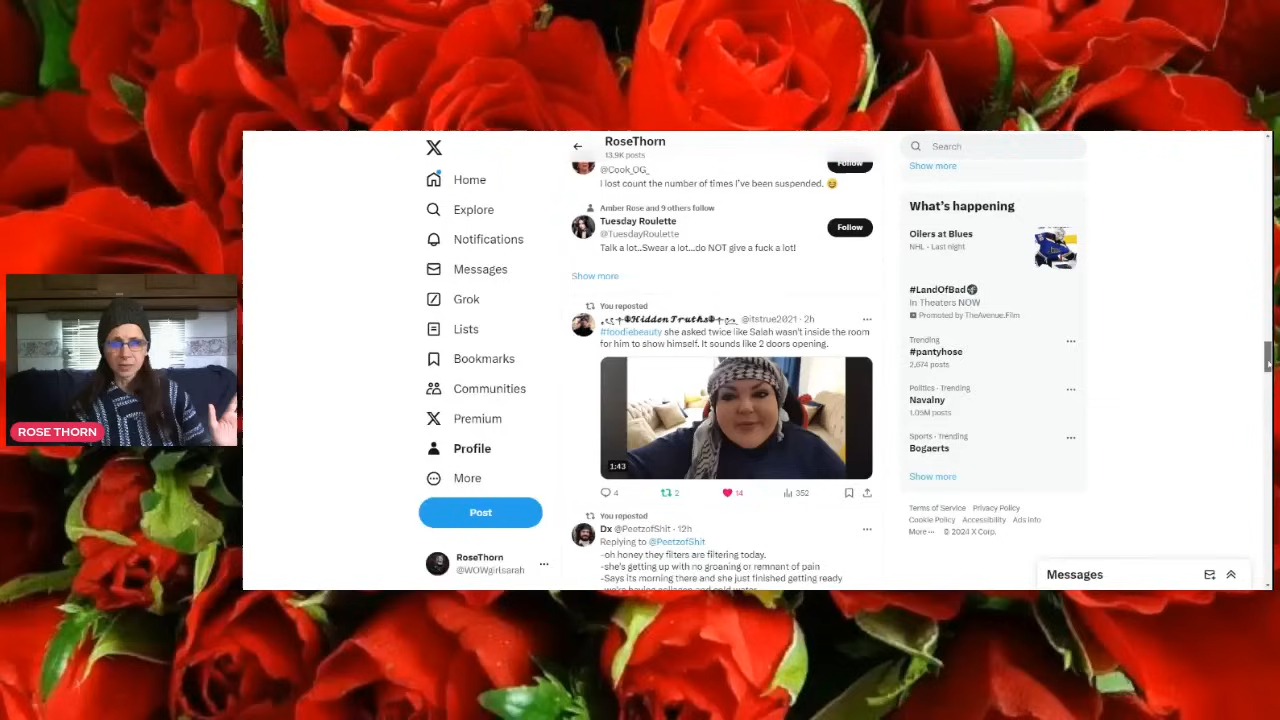 RoseThorn
13.9K posts
Search
Show more
Home
Explore
Notifications
Messages
Grok
Lists
Bookmarks
Communities
Premium
Profile
More
Post
RoseThorn
@WOWgirlsarah
@Cook_OG_
Follow
I lost count the number of times I've been suspended. 😅
Amber Rose and 9 others follow
Tuesday Roulette
@TuesdayRoulette
Follow
Talk a lot..Swear a lot...do NOT give a fuck a lot!
Show more
You reposted
Hidden Truths @itstrue2021 · 2h
#foodiebeauty she asked twice like Salah wasn't inside the room
for him to show himself. It sounds like 2 doors opening.
1:43
4 2 14 352
You reposted
Dx @PeetzofShit · 12h
Replying to @PeetzofShit
-oh honey they filters are filtering today.
-she's getting up with no groaning or remnant of pain
-Says its morning there and she just finished getting ready
What's happening
Oilers at Blues
NHL · Last night
#LandOfBad
In Theaters NOW
Promoted by TheAvenue.Film
Trending
#pantyhose
2,674 posts
Politics · Trending
Navalny
1.09M posts
Sports · Trending
Bogaerts
Show more
Terms of Service Privacy Policy
Cookie Policy Accessibility Ads info
More ··· © 2024 X Corp.
Messages
ROSE THORN